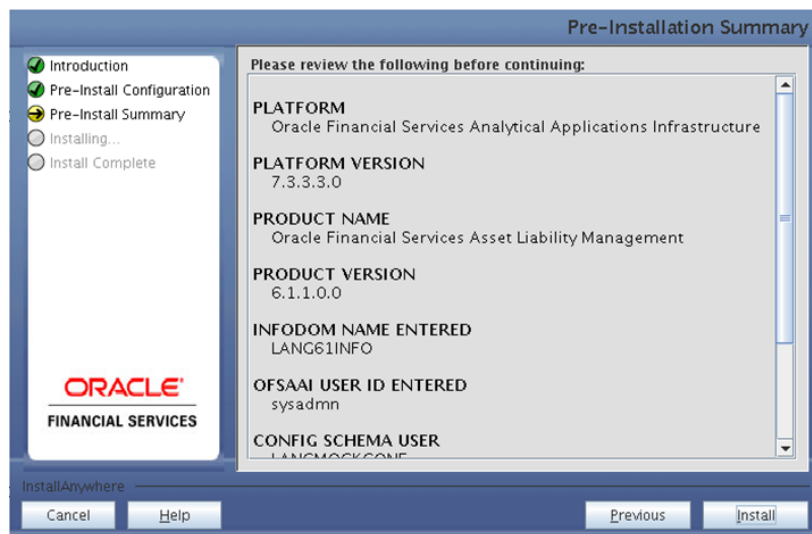 Pre-Installation Summary
Introduction
Pre-Install Configuration
Pre-Install Summary
Installing...
Install Complete
ORACLE
FINANCIAL SERVICES
Please review the following before continuing:
PLATFORM
Oracle Financial Services Analytical Applications Infrastructure
PLATFORM VERSION
7.3.3.3.0
PRODUCT NAME
Oracle Financial Services Asset Liability Management
PRODUCT VERSION
6.1.1.0.0
INFODOM NAME ENTERED
LANG61INFO
OFSAAI USER ID ENTERED
sysadmn
CONFIG SCHEMA USER
InstallAnywhere
Cancel
Help
Previous
Install